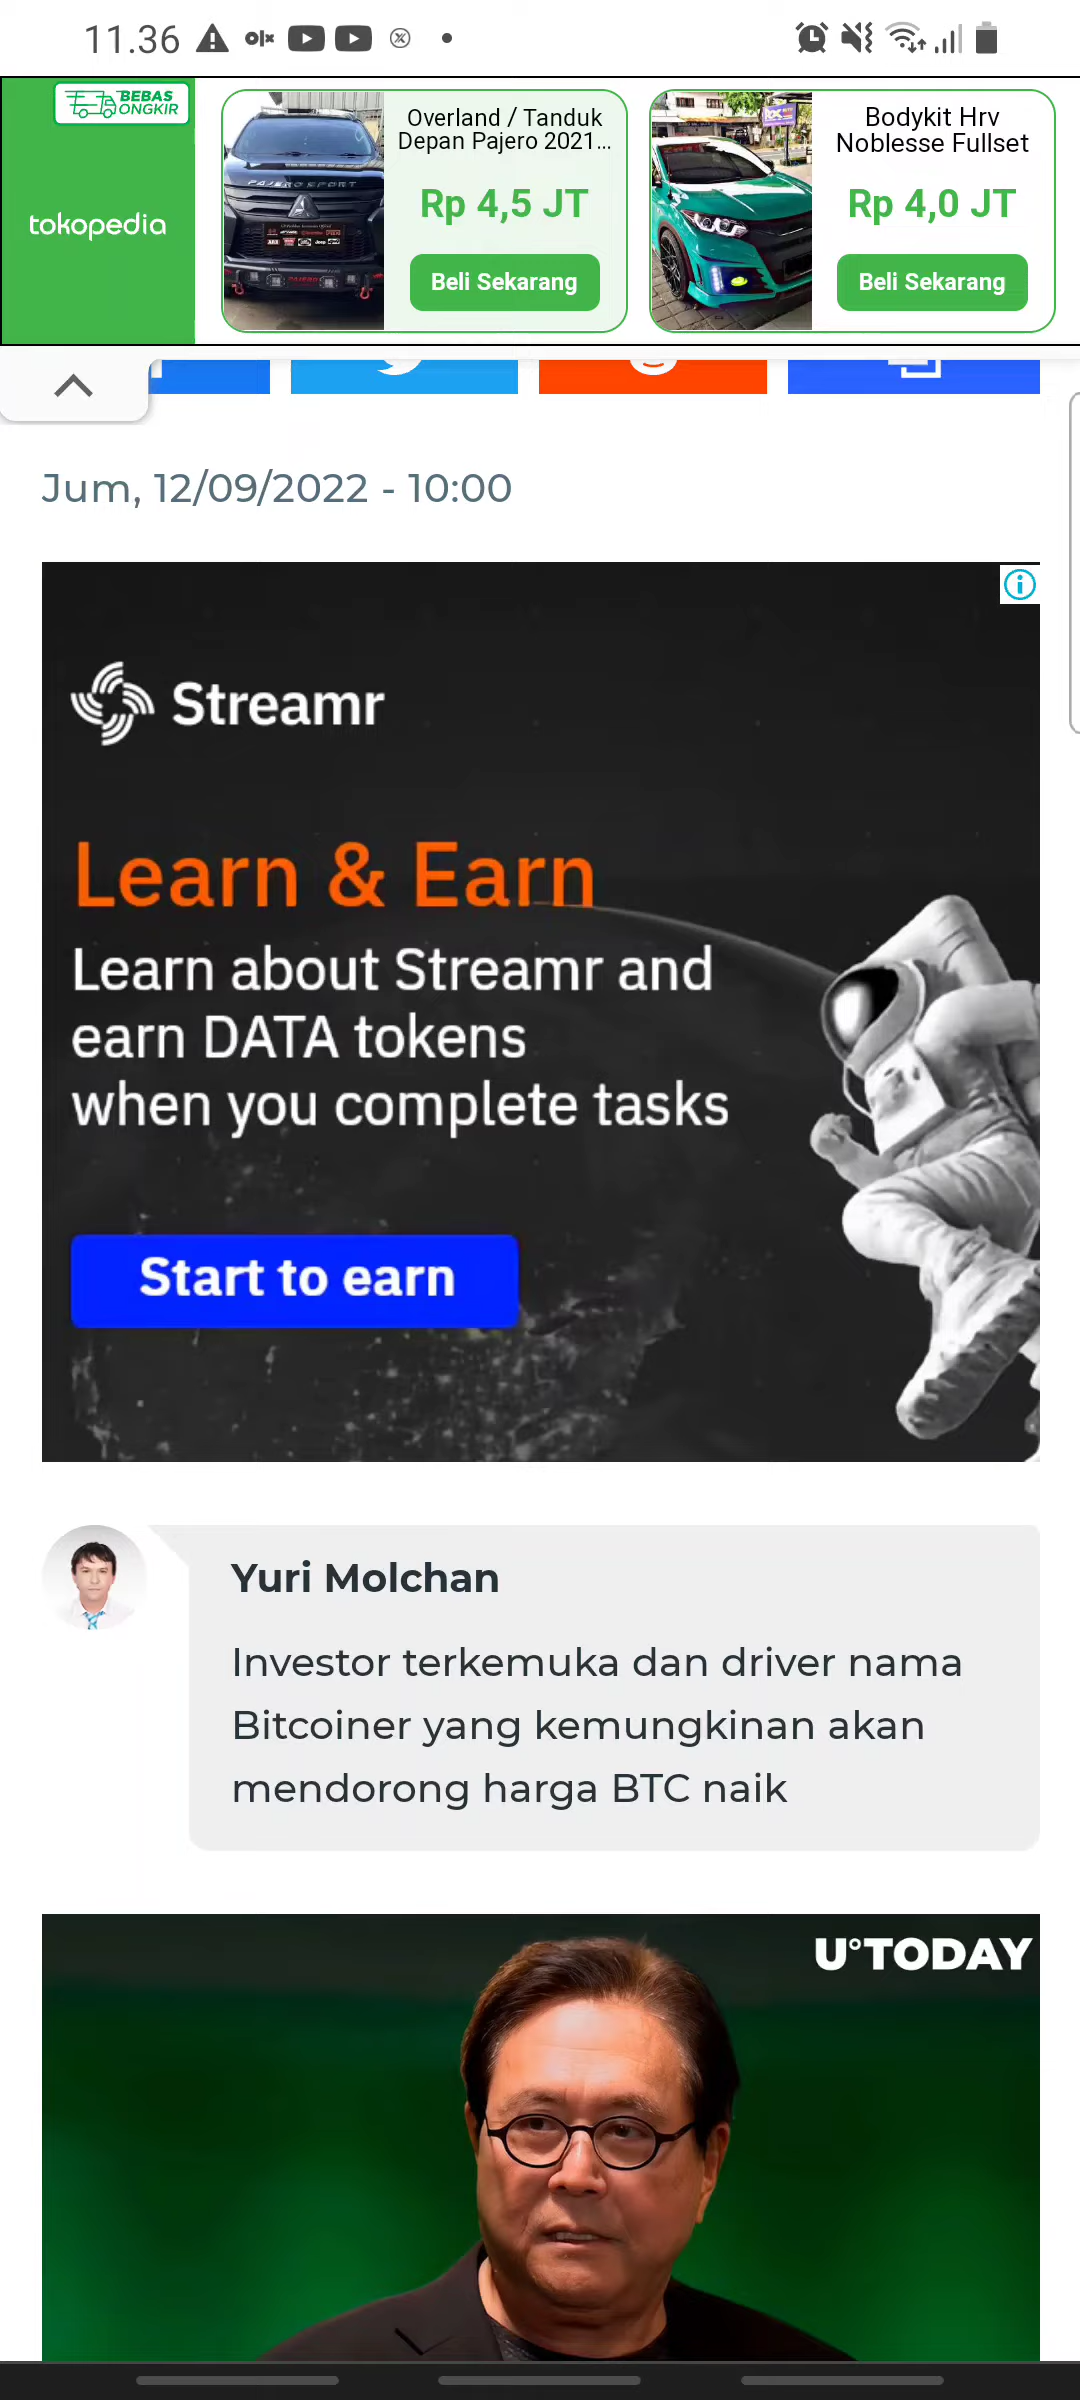 11.36
olx
BEBAS
ONGKIR
tokopedia
PAJERO SPORT
Overland / Tanduk
Depan Pajero 2021...
Rp 4,5 JT
Beli Sekarang
Bodykit Hrv
Noblesse Fullset
Rp 4,0 JT
Beli Sekarang
Jum, 12/09/2022 - 10:00
Streamr
Learn & Earn
Learn about Streamr and
earn DATA tokens
when you complete tasks
Start to earn
Yuri Molchan
Investor terkemuka dan driver nama
Bitcoiner yang kemungkinan akan
mendorong harga BTC naik
U°TODAY